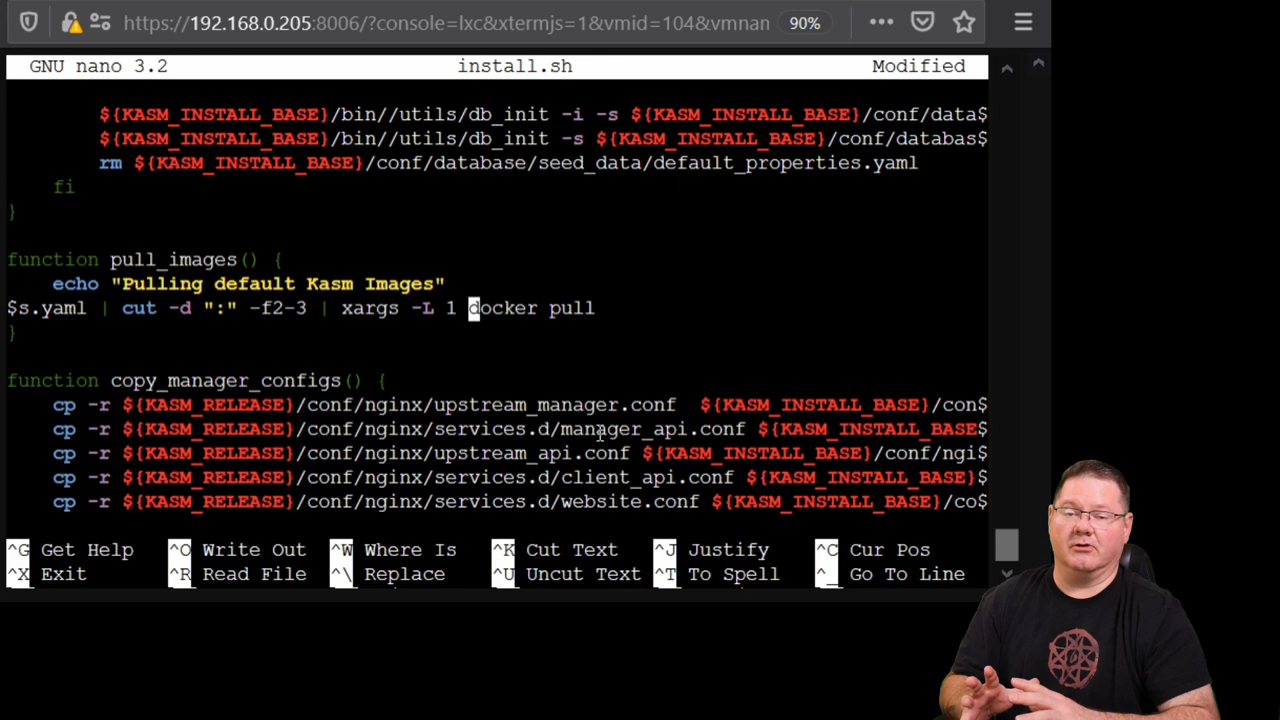 https://192.168.0.205:8006/?console=lxc&xtermjs=1&vmid=104&vmnan
90%
GNU nano 3.2 install.sh Modified
${KASM_INSTALL_BASE}/bin//utils/db_init -i -s ${KASM_INSTALL_BASE}/conf/data$
${KASM_INSTALL_BASE}/bin//utils/db_init -s ${KASM_INSTALL_BASE}/conf/databas$
rm ${KASM_INSTALL_BASE}/conf/database/seed_data/default_properties.yaml
fi
}
function pull_images() {
echo "Pulling default Kasm Images"
$s.yaml | cut -d ":" -f2-3 | xargs -L 1 docker pull
}
function copy_manager_configs() {
cp -r ${KASM_RELEASE}/conf/nginx/upstream_manager.conf ${KASM_INSTALL_BASE}/con$
cp -r ${KASM_RELEASE}/conf/nginx/services.d/manager_api.conf ${KASM_INSTALL_BASE$
cp -r ${KASM_RELEASE}/conf/nginx/upstream_api.conf ${KASM_INSTALL_BASE}/conf/ngi$
cp -r ${KASM_RELEASE}/conf/nginx/services.d/client_api.conf ${KASM_INSTALL_BASE}$
cp -r ${KASM_RELEASE}/conf/nginx/services.d/website.conf ${KASM_INSTALL_BASE}/co$
^G Get Help ^O Write Out ^W Where Is ^K Cut Text ^J Justify ^C Cur Pos
^X Exit ^R Read File ^\ Replace ^U Uncut Text ^T To Spell ^_ Go To Line